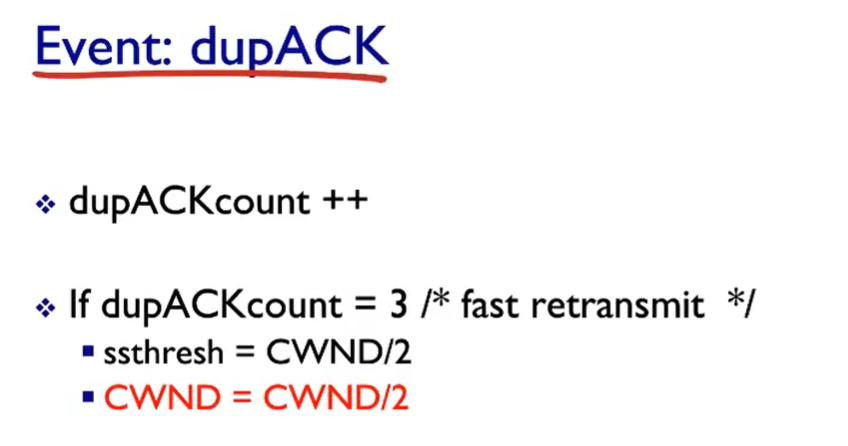 Event: dupACK
❖ dupACKcount ++
❖ If dupACKcount = 3 /* fast retransmit */
▪ ssthresh = CWND/2
▪ CWND = CWND/2